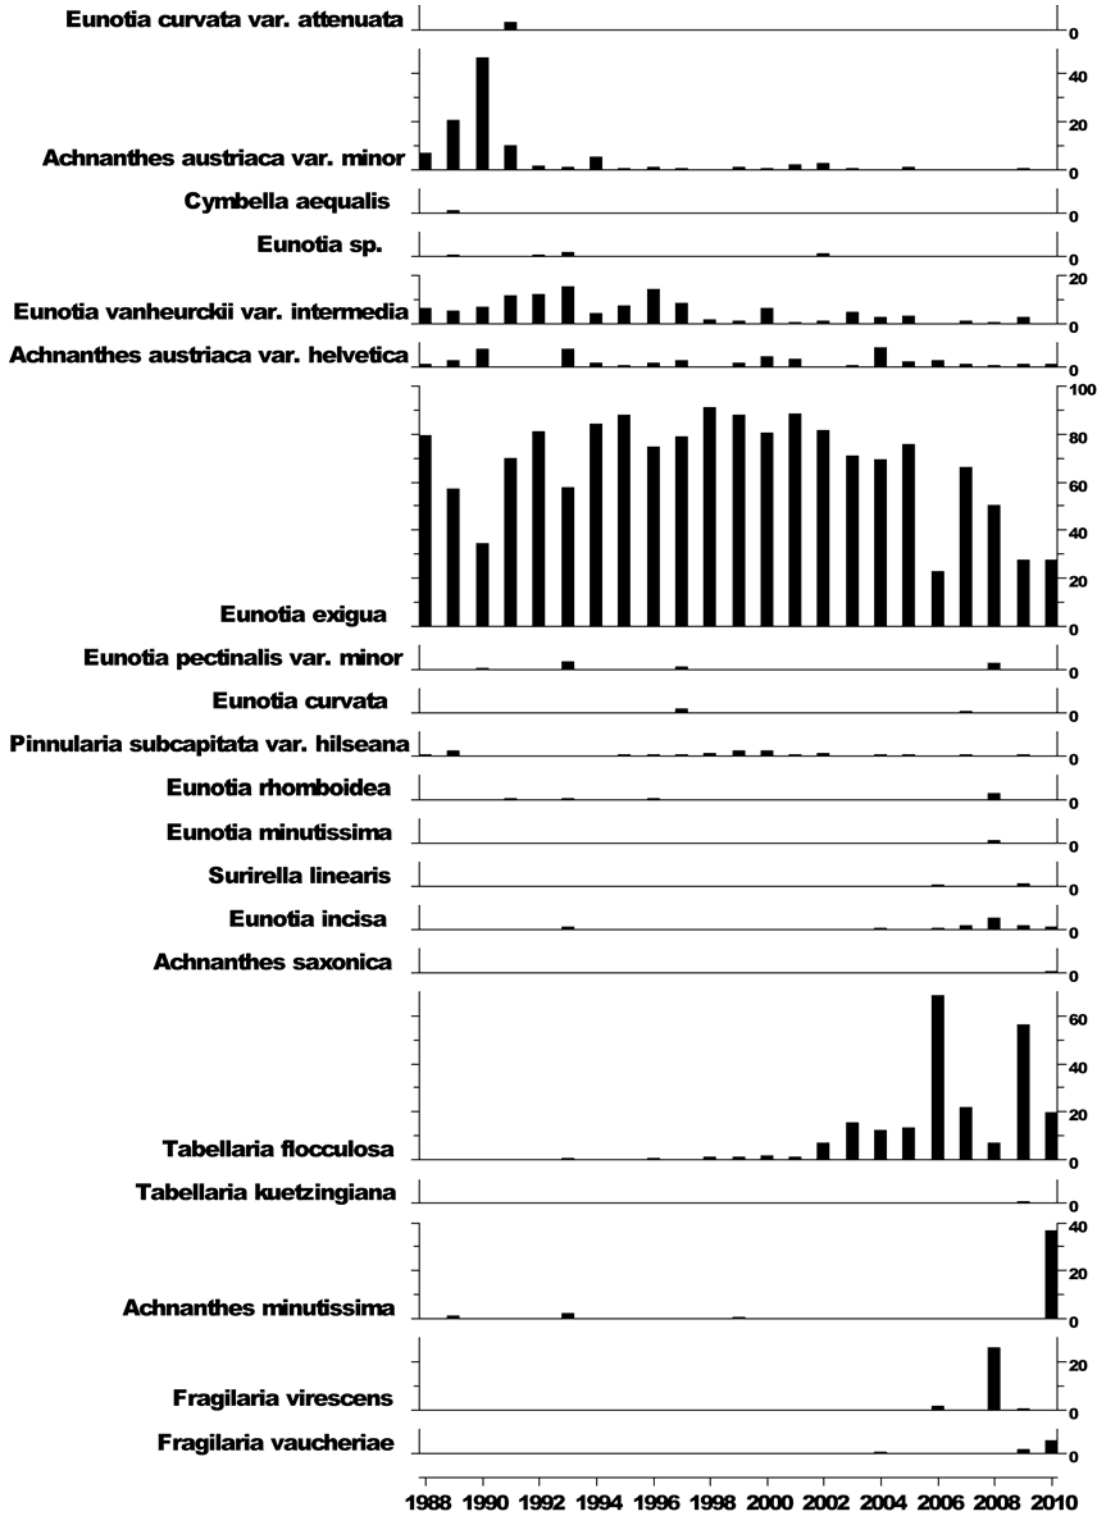 Eunotia curvata var. attenuata
0
40
20
Achnanthes austriaca var. minor
0
Cymbella aequalis
0
Eunotia sp.
0
20
Eunotia vanheurckii var. intermedia
0
Achnanthes austriaca var. helvetica
0
100
80
60
40
20
Eunotia exigua
0
Eunotia pectinalis var. minor
0
Eunotia curvata
0
Pinnularia subcapitata var. hilseana
0
Eunotia rhomboidea
0
Eunotia minutissima
0
Surirella linearis
0
Eunotia incisa
0
Achnanthes saxonica
0
60
40
20
Tabellaria flocculosa
0
Tabellaria kuetzingiana
0
40
20
Achnanthes minutissima
0
20
Fragilaria virescens
0
Fragilaria vaucheriae
0
1988 1990 1992 1994 1996 1998 2000 2002 2004 2006 2008 2010